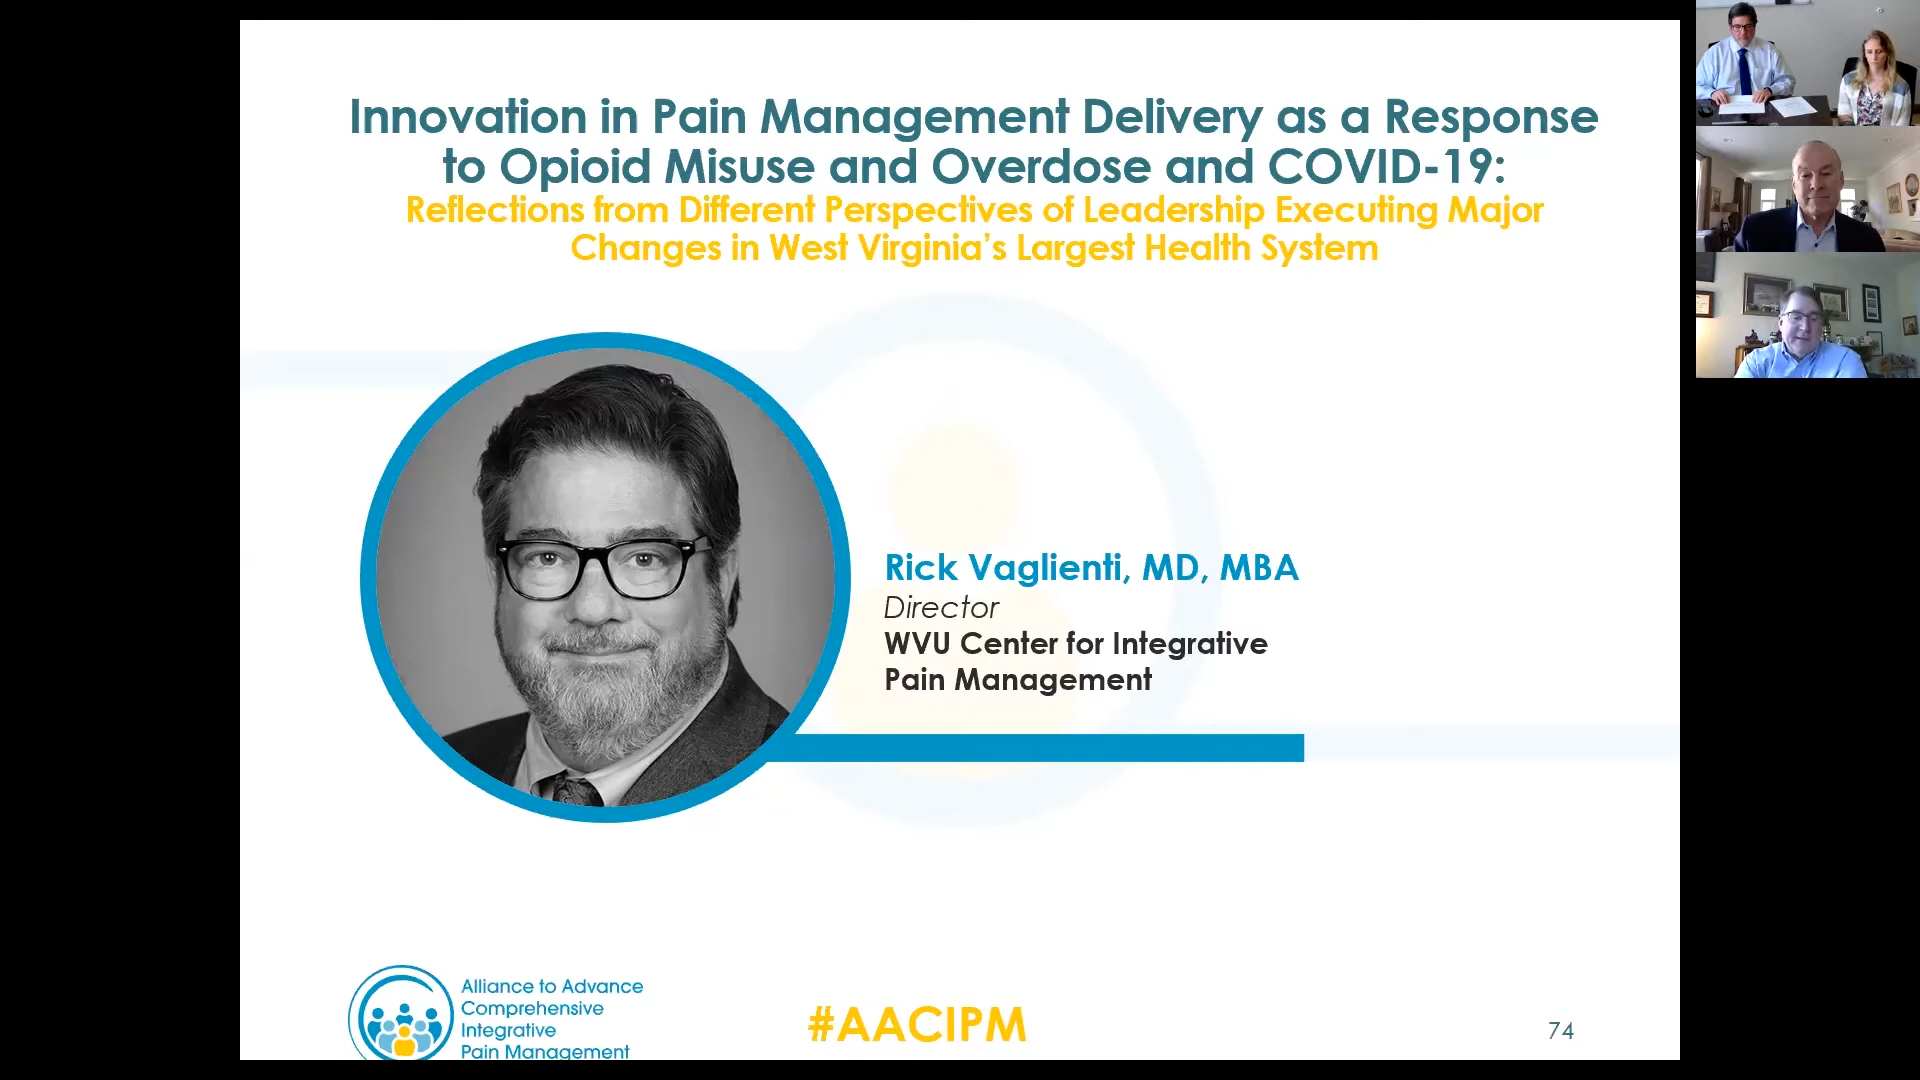 Innovation in Pain Management Delivery as a Response
to Opioid Misuse and Overdose and COVID-19:
Reflections from Different Perspectives of Leadership Executing Major
Changes in West Virginia's Largest Health System
Rick Vaglienti, MD, MBA
Director
WVU Center for Integrative
Pain Management
Alliance to Advance
Comprehensive
Integrative
Pain Management
#AACIPM
74